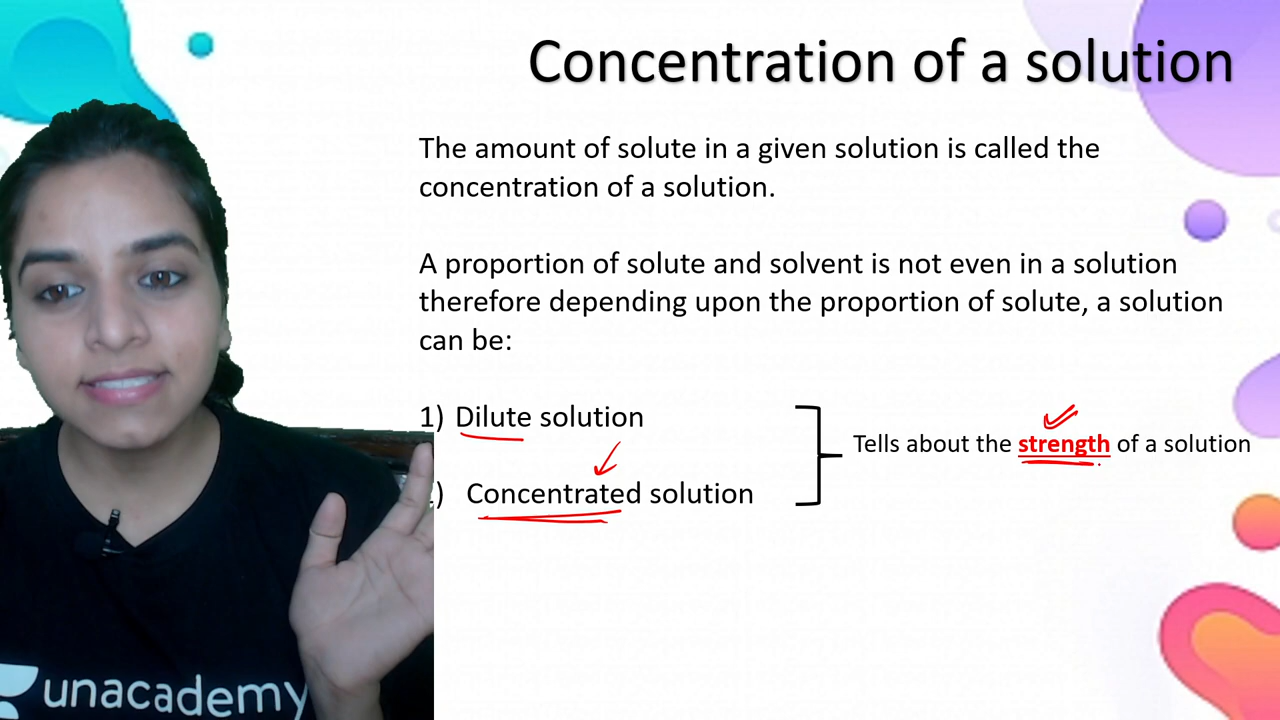 Concentration of a solution
The amount of solute in a given solution is called the
concentration of a solution.
A proportion of solute and solvent is not even in a solution
therefore depending upon the proportion of solute, a solution
can be:
1) Dilute solution
Tells about the strength of a solution
) Concentrated solution
unacademy